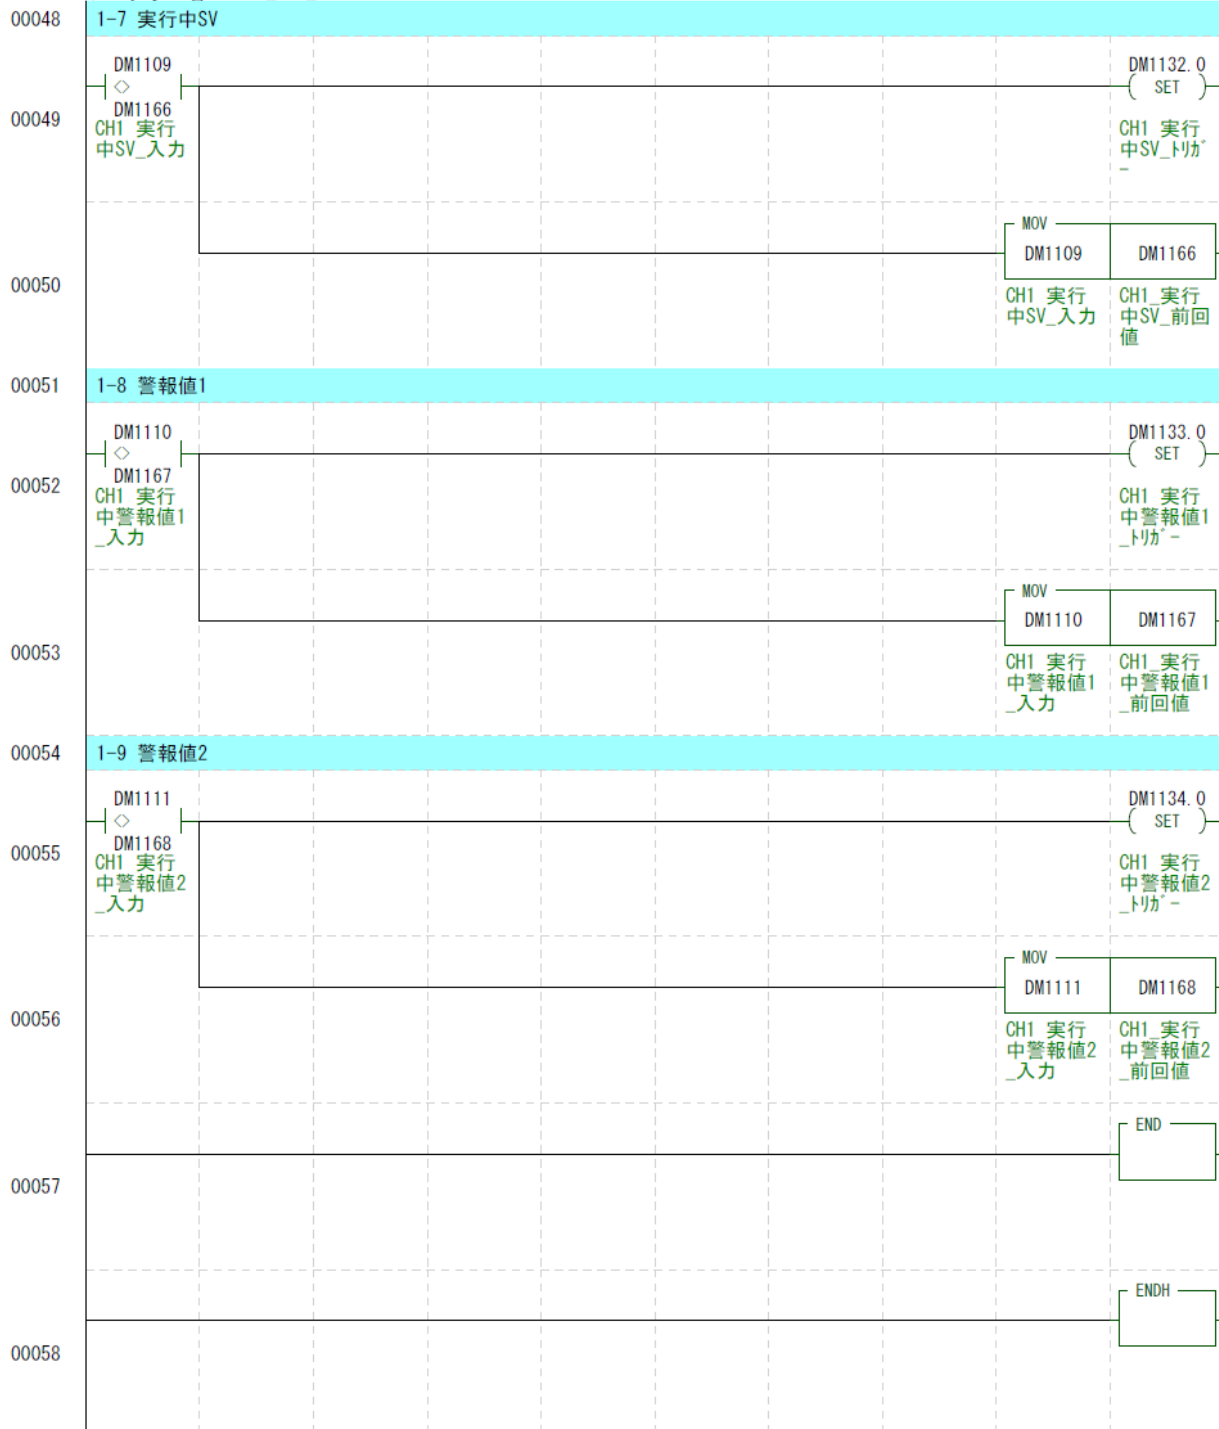 00048 1-7 実行中SV
DM1109 DM1132.0
<> SET
DM1166
00049
CH1 実行
中SV_入力
CH1 実行
中SV_ﾄﾘｶﾞ
ｰ
MOV
DM1109 DM1166
00050
CH1 実行
中SV_入力
CH1_実行
中SV_前回
値
00051 1-8 警報値1
DM1110 DM1133.0
<> SET
DM1167
00052
CH1 実行
中警報値1
_入力
CH1 実行
中警報値1
_ﾄﾘｶﾞｰ
MOV
DM1110 DM1167
00053
CH1 実行
中警報値1
_入力
CH1_実行
中警報値1
_前回値
00054 1-9 警報値2
DM1111 DM1134.0
<> SET
DM1168
00055
CH1 実行
中警報値2
_入力
CH1 実行
中警報値2
_ﾄﾘｶﾞｰ
MOV
DM1111 DM1168
00056
CH1 実行
中警報値2
_入力
CH1_実行
中警報値2
_前回値
END
00057
ENDH
00058